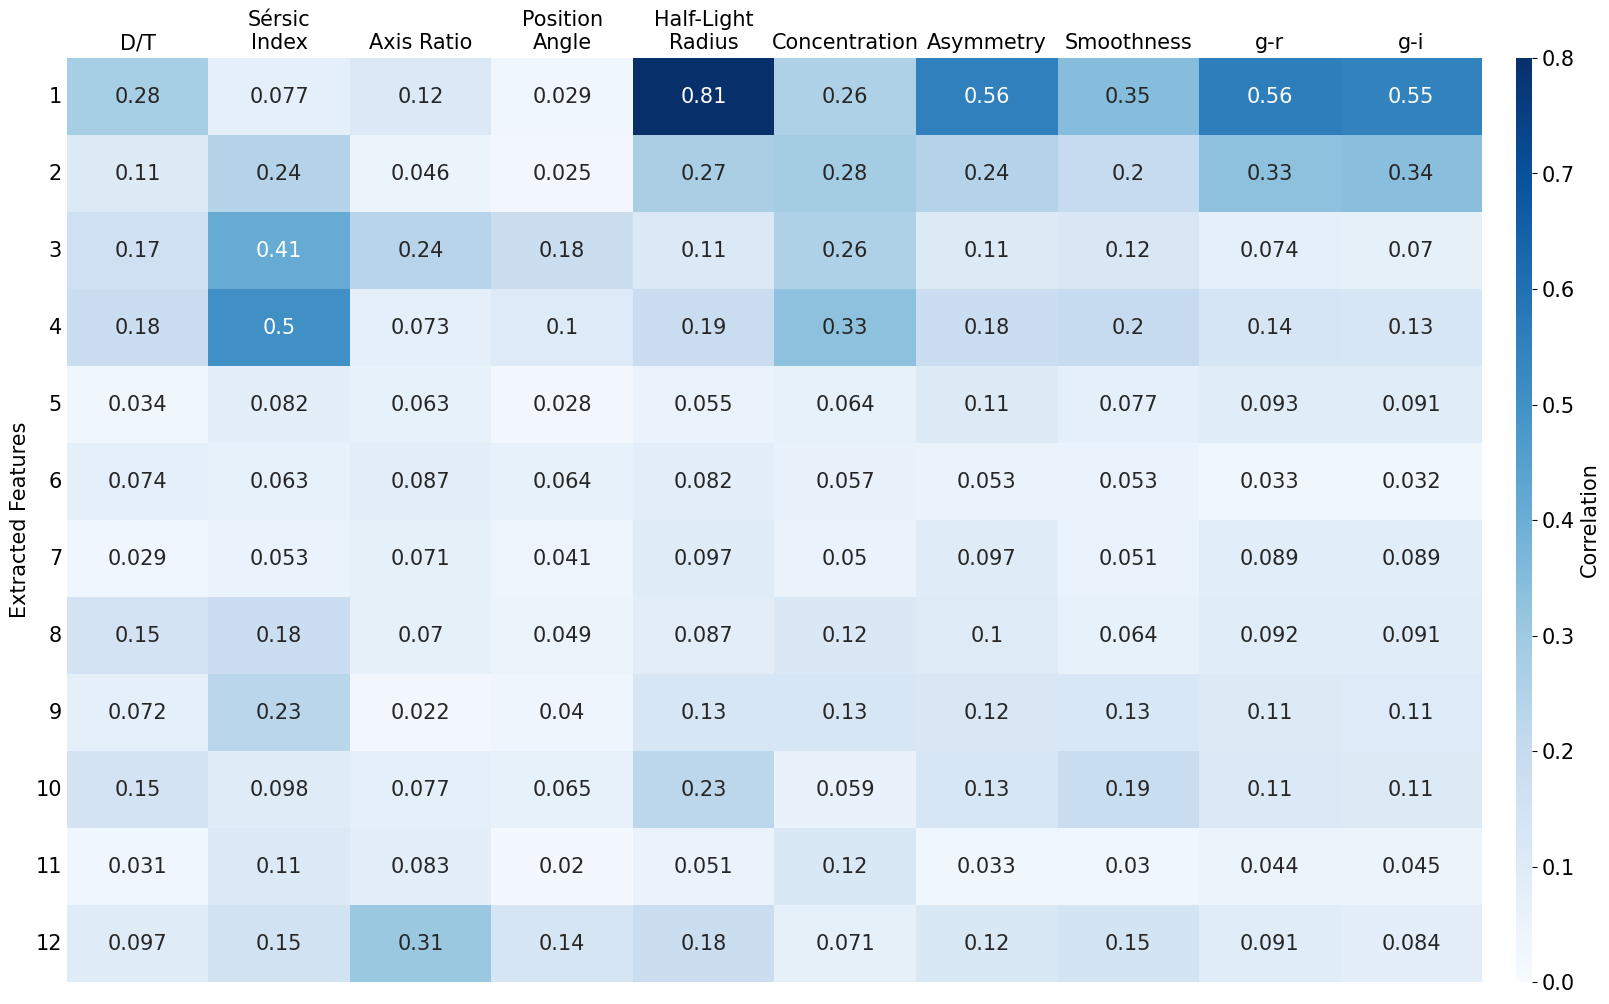 Sérsic
Index
Position
Angle
Half-Light
Radius
D/T
Axis Ratio
Concentration
Asymmetry
Smoothness
g-r
g-i
1 0.28 0.077 0.12 0.029 0.81 0.26 0.56 0.35 0.56 0.55
2 0.11 0.24 0.046 0.025 0.27 0.28 0.24 0.2 0.33 0.34
3 0.17 0.41 0.24 0.18 0.11 0.26 0.11 0.12 0.074 0.07
4 0.18 0.5 0.073 0.1 0.19 0.33 0.18 0.2 0.14 0.13
5 0.034 0.082 0.063 0.028 0.055 0.064 0.11 0.077 0.093 0.091
6 0.074 0.063 0.087 0.064 0.082 0.057 0.053 0.053 0.033 0.032
7 0.029 0.053 0.071 0.041 0.097 0.05 0.097 0.051 0.089 0.089
8 0.15 0.18 0.07 0.049 0.087 0.12 0.1 0.064 0.092 0.091
9 0.072 0.23 0.022 0.04 0.13 0.13 0.12 0.13 0.11 0.11
10 0.15 0.098 0.077 0.065 0.23 0.059 0.13 0.19 0.11 0.11
11 0.031 0.11 0.083 0.02 0.051 0.12 0.033 0.03 0.044 0.045
12 0.097 0.15 0.31 0.14 0.18 0.071 0.12 0.15 0.091 0.084
Extracted Features
0.8
0.7
0.6
0.5
0.4
0.3
0.2
0.1
0.0
Correlation